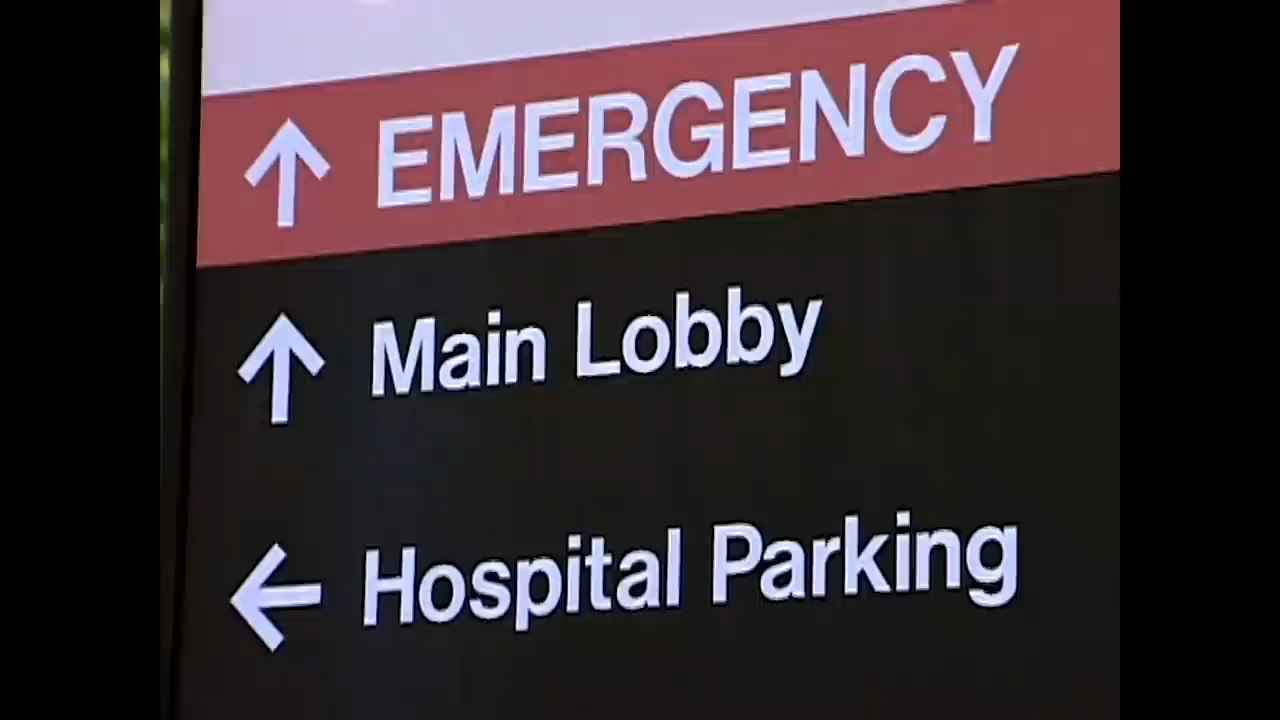 ↑ EMERGENCY
↑ Main Lobby
← Hospital Parking